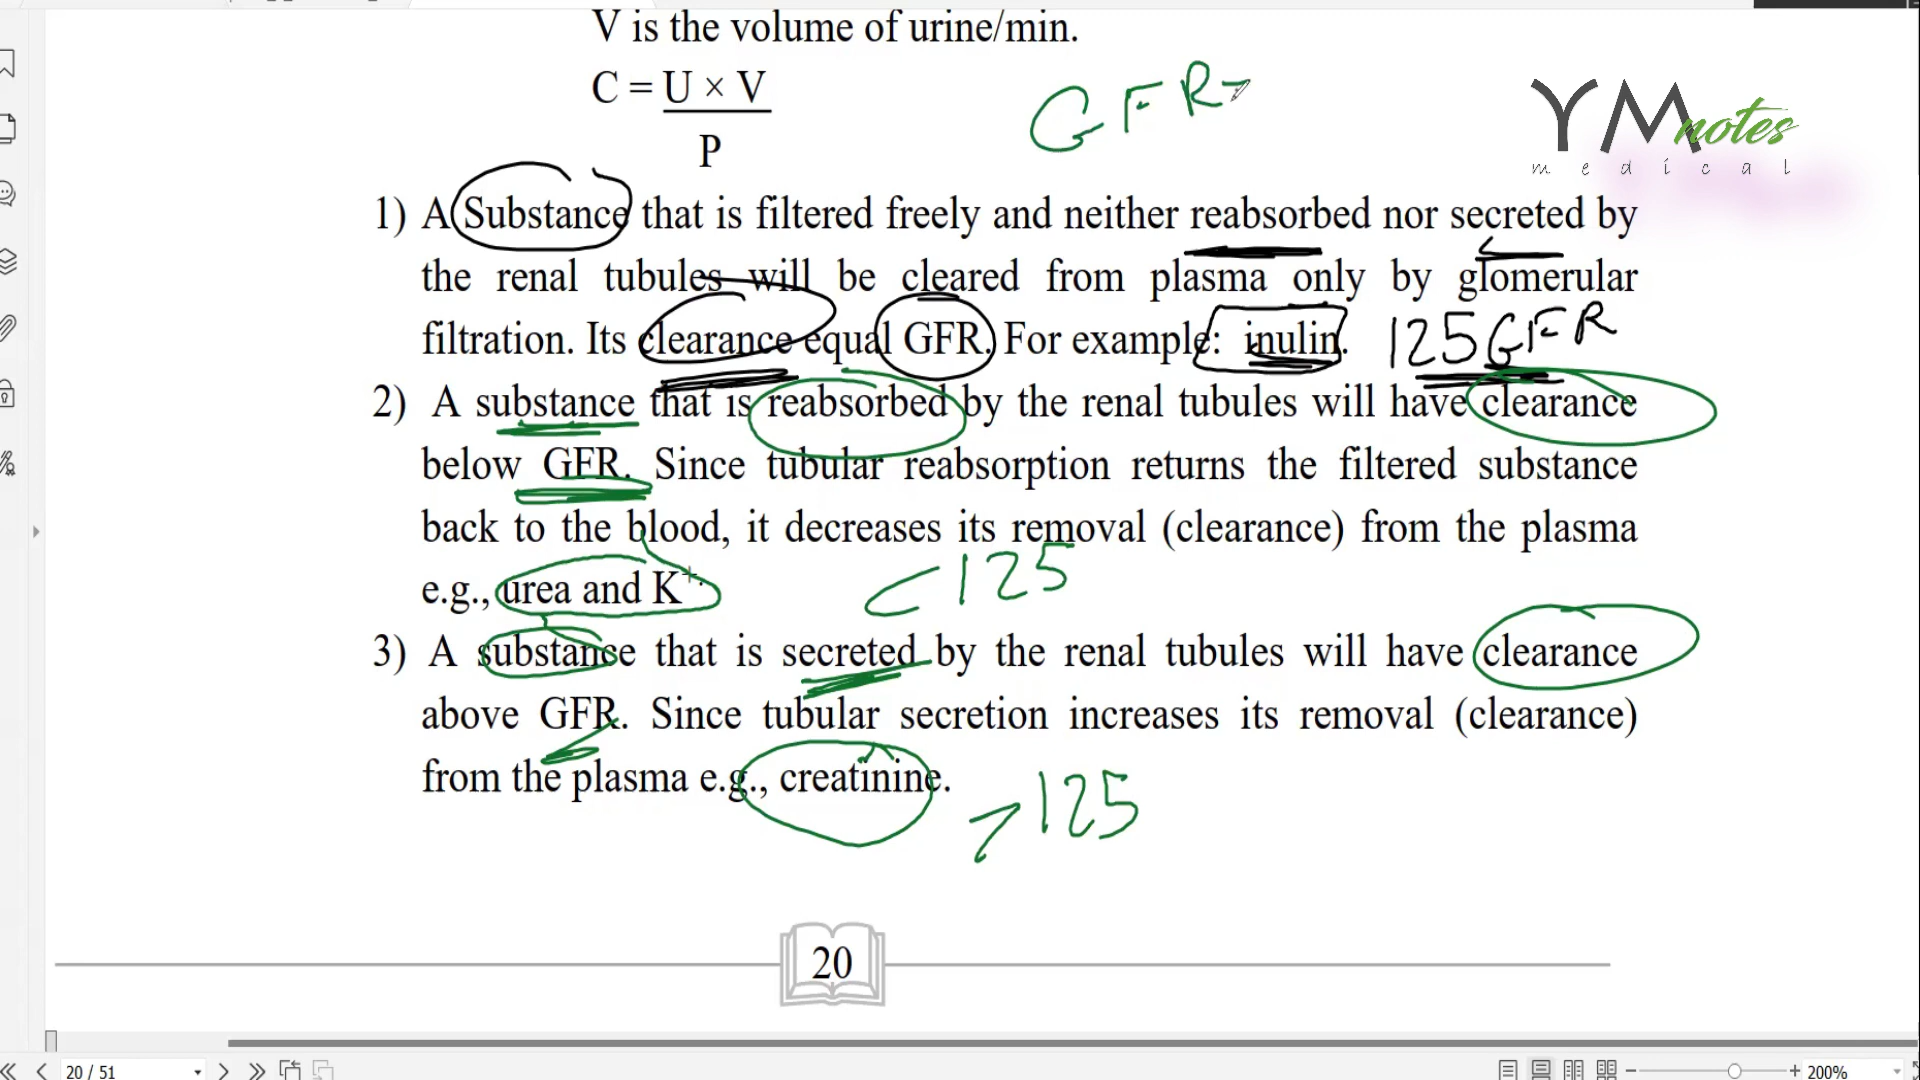 V is the volume of urine/min.
C = U × V
P
GFR=
YM notes
medical
1) A Substance that is filtered freely and neither reabsorbed nor secreted by
the renal tubules will be cleared from plasma only by glomerular
filtration. Its clearance equal GFR. For example: inulin. 125 GFR
2) A substance that is reabsorbed by the renal tubules will have clearance
below GFR. Since tubular reabsorption returns the filtered substance
back to the blood, it decreases its removal (clearance) from the plasma
e.g., urea and K⁺. <125
3) A substance that is secreted by the renal tubules will have clearance
above GFR. Since tubular secretion increases its removal (clearance)
from the plasma e.g., creatinine. >125
20
20 / 51
200%